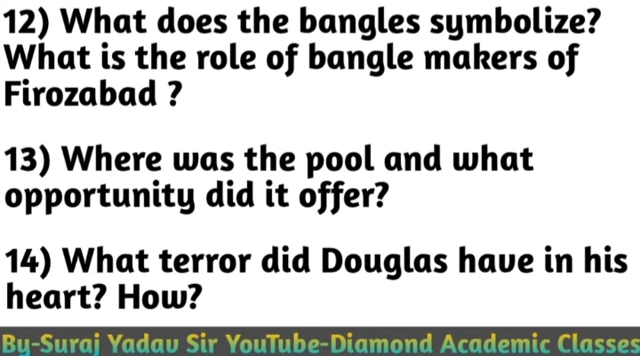 12) What does the bangles symbolize?
What is the role of bangle makers of
Firozabad ?
13) Where was the pool and what
opportunity did it offer?
14) What terror did Douglas have in his
heart? How?
By-Suraj Yadav Sir YouTube-Diamond Academic Classes